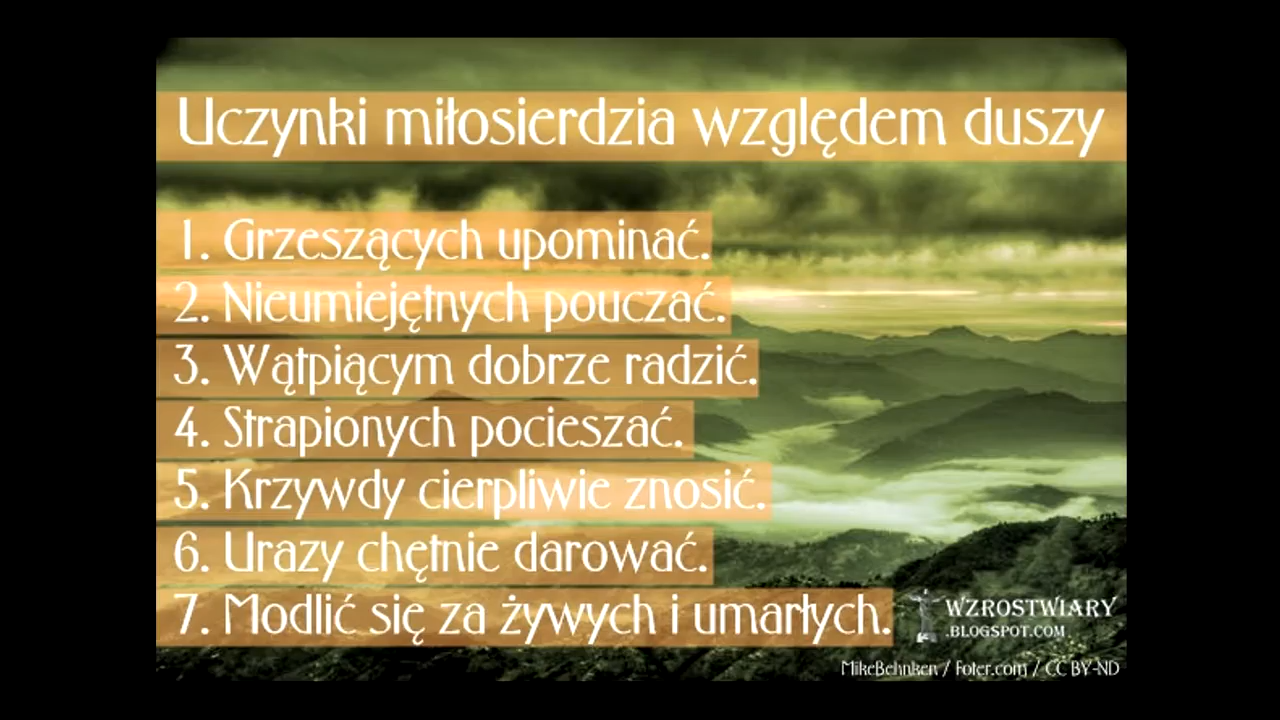 Uczynki miłosierdzia względem duszy
1. Grzeszących upominać.
2. Nieumiejętnych pouczać.
3. Wątpiącym dobrze radzić.
4. Strapionych pocieszać.
5. Krzywdy cierpliwie znosić.
6. Urazy chętnie darować.
7. Modlić się za żywych i umarłych.
WZROSTWIARY
.BLOGSPOT.COM
MikeBehnken / Foter.com / CC BY-ND